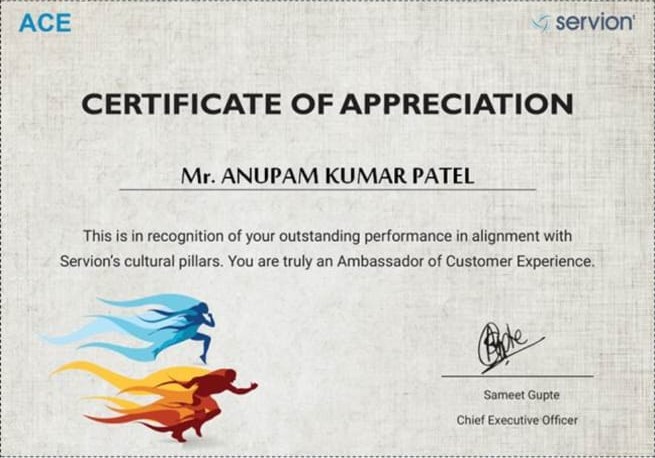 ACE
servion
CERTIFICATE OF APPRECIATION
Mr. ANUPAM KUMAR PATEL
This is in recognition of your outstanding performance in alignment with
Servion's cultural pillars. You are truly an Ambassador of Customer Experience.
Sameet Gupte
Chief Executive Officer